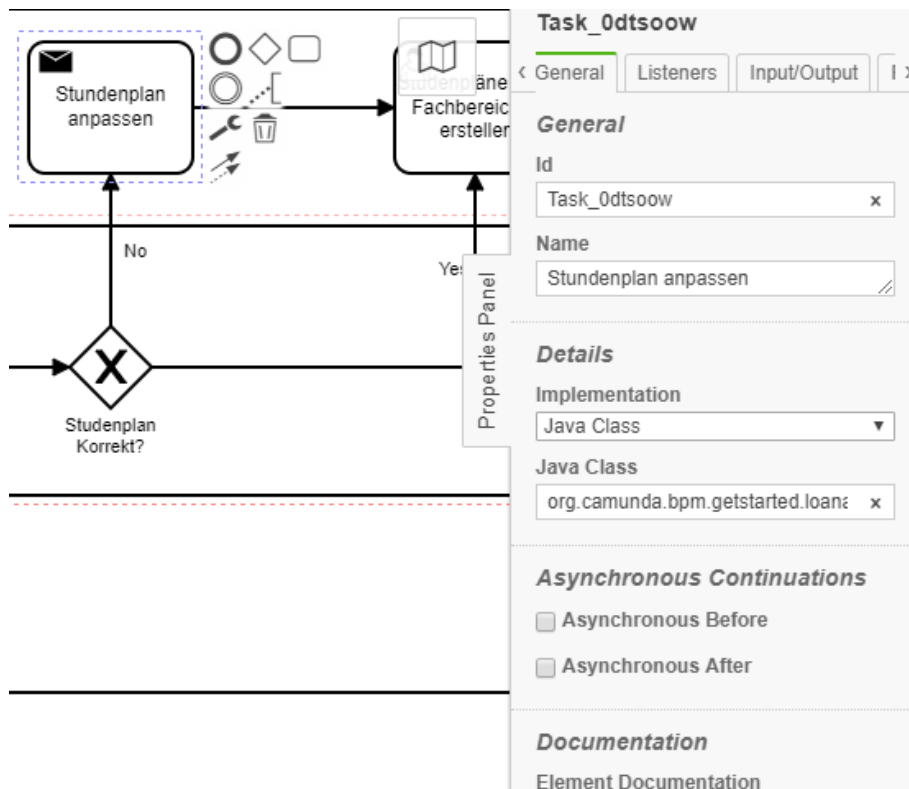 Task_0dtsoow
General
Listeners
Input/Output
General
Id
Task_0dtsoow
Name
Stundenplan anpassen
Details
Implementation
Java Class
Java Class
org.camunda.bpm.getstarted.loana
Asynchronous Continuations
Asynchronous Before
Asynchronous After
Documentation
Element Documentation
Properties Panel
Stundenplan
anpassen
Fachbereic
ersteller
No
Yes
X
Studenplan
Korrekt?